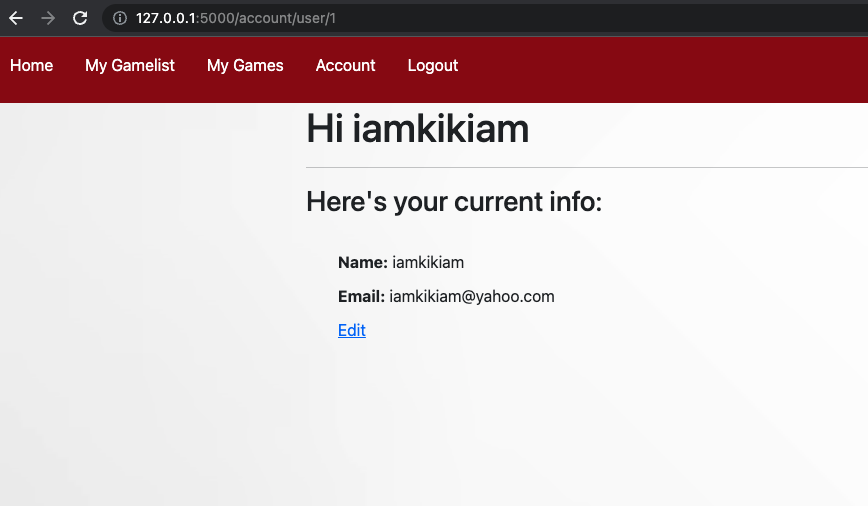 127.0.0.1:5000/account/user/1
Home My Gamelist My Games Account Logout
Hi iamkikiam
Here's your current info:
Name: iamkikiam
Email: iamkikiam@yahoo.com
Edit